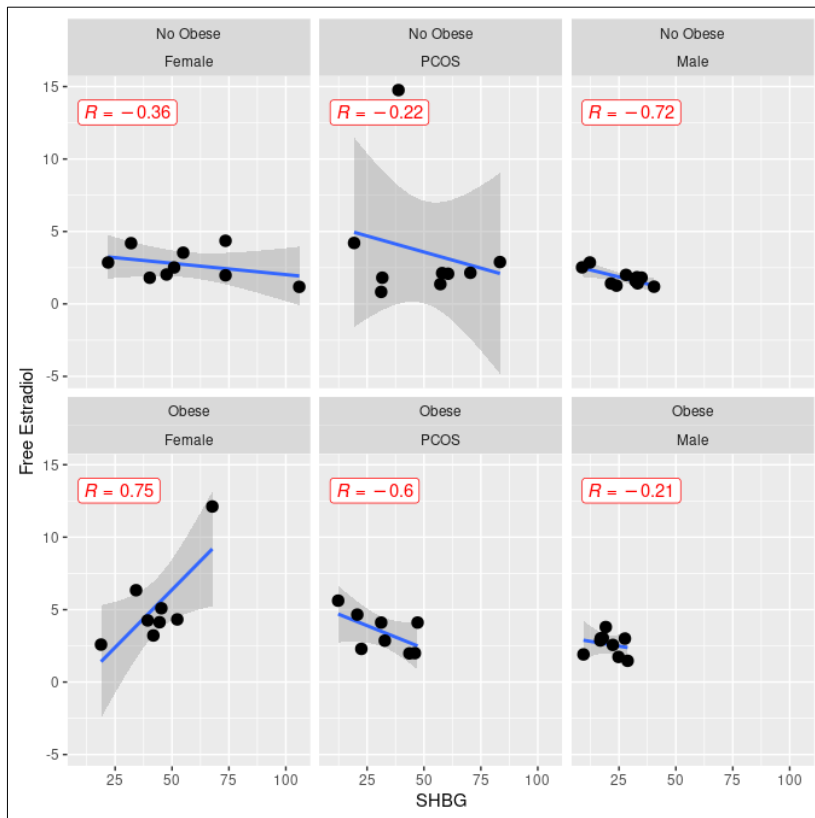 No Obese
Female
No Obese
PCOS
No Obese
Male
15
10
5
0
-5
R = −0.36
R = −0.22
R = −0.72
Free Estradiol
Obese
Female
Obese
PCOS
Obese
Male
15
10
5
0
-5
R = 0.75
R = −0.6
R = −0.21
25 50 75 100
25 50 75 100
25 50 75 100
SHBG